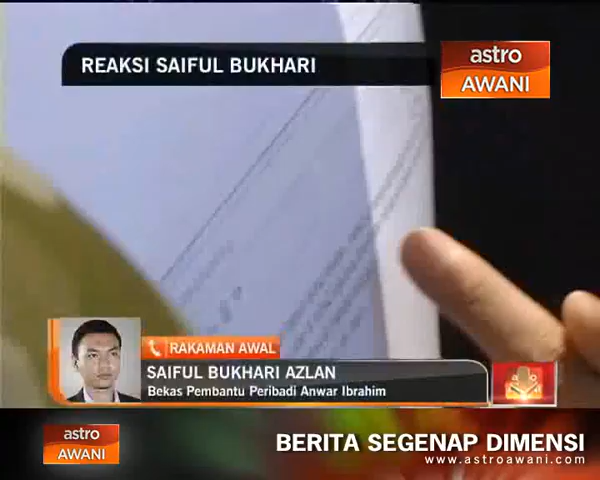 REAKSI SAIFUL BUKHARI
astro
AWANI
RAKAMAN AWAL
SAIFUL BUKHARI AZLAN
Bekas Pembantu Peribadi Anwar Ibrahim
astro
AWANI
BERITA SEGENAP DIMENSI
www.astroawani.com